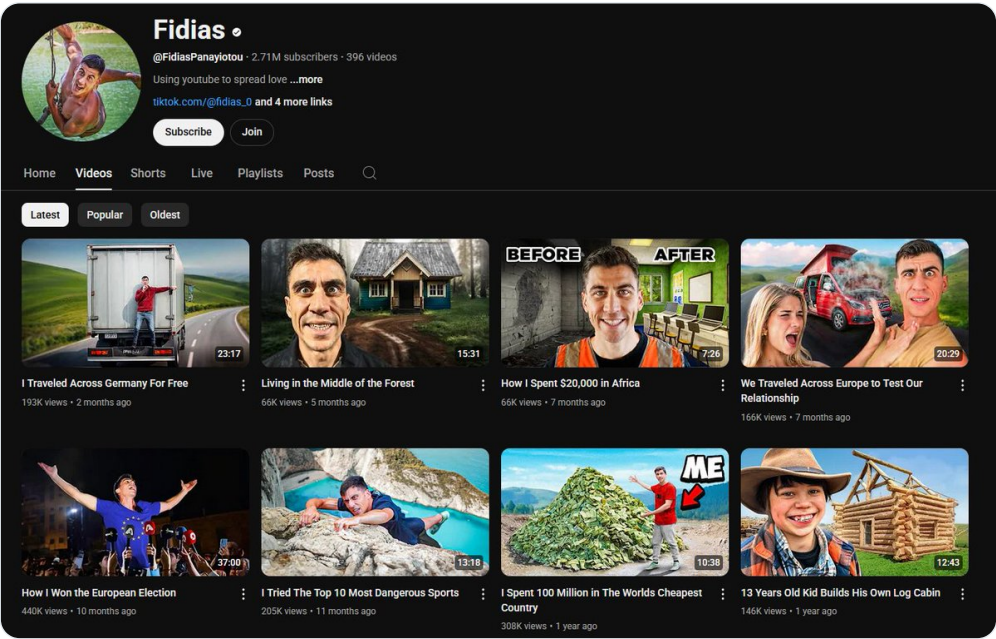 Fidias
@FidiasPanayiotou · 2.71M subscribers · 396 videos
Using youtube to spread love ...more
tiktok.com/@fidias_0 and 4 more links
Subscribe
Join
Home
Videos
Shorts
Live
Playlists
Posts
Latest
Popular
Oldest
23:17
15:31
BEFORE
AFTER
7:26
20:29
I Traveled Across Germany For Free
193K views • 2 months ago
Living in the Middle of the Forest
66K views • 5 months ago
How I Spent $20,000 in Africa
66K views • 7 months ago
We Traveled Across Europe to Test Our
Relationship
166K views • 7 months ago
37:00
13:18
ME
10:38
12:43
How I Won the European Election
440K views • 10 months ago
I Tried The Top 10 Most Dangerous Sports
205K views • 11 months ago
I Spent 100 Million in The Worlds Cheapest
Country
308K views • 1 year ago
13 Years Old Kid Builds His Own Log Cabin
146K views • 1 year ago